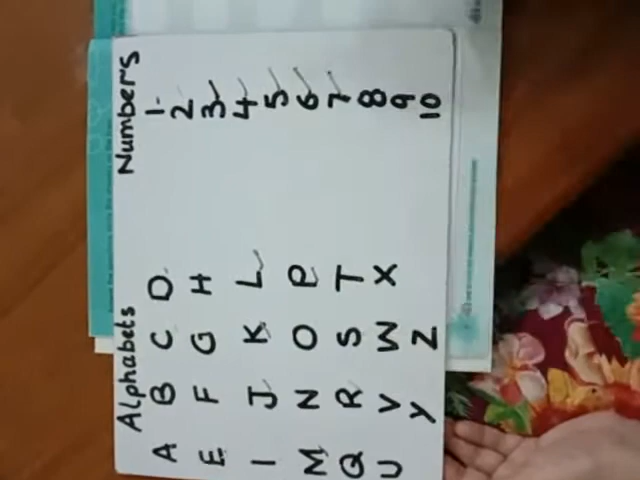 Alphabets
A B C D
E F G H
I J K L
M N O P
Q R S T
U V W X
Y Z
Numbers
1
2
3
4
5
6
7
8
9
10